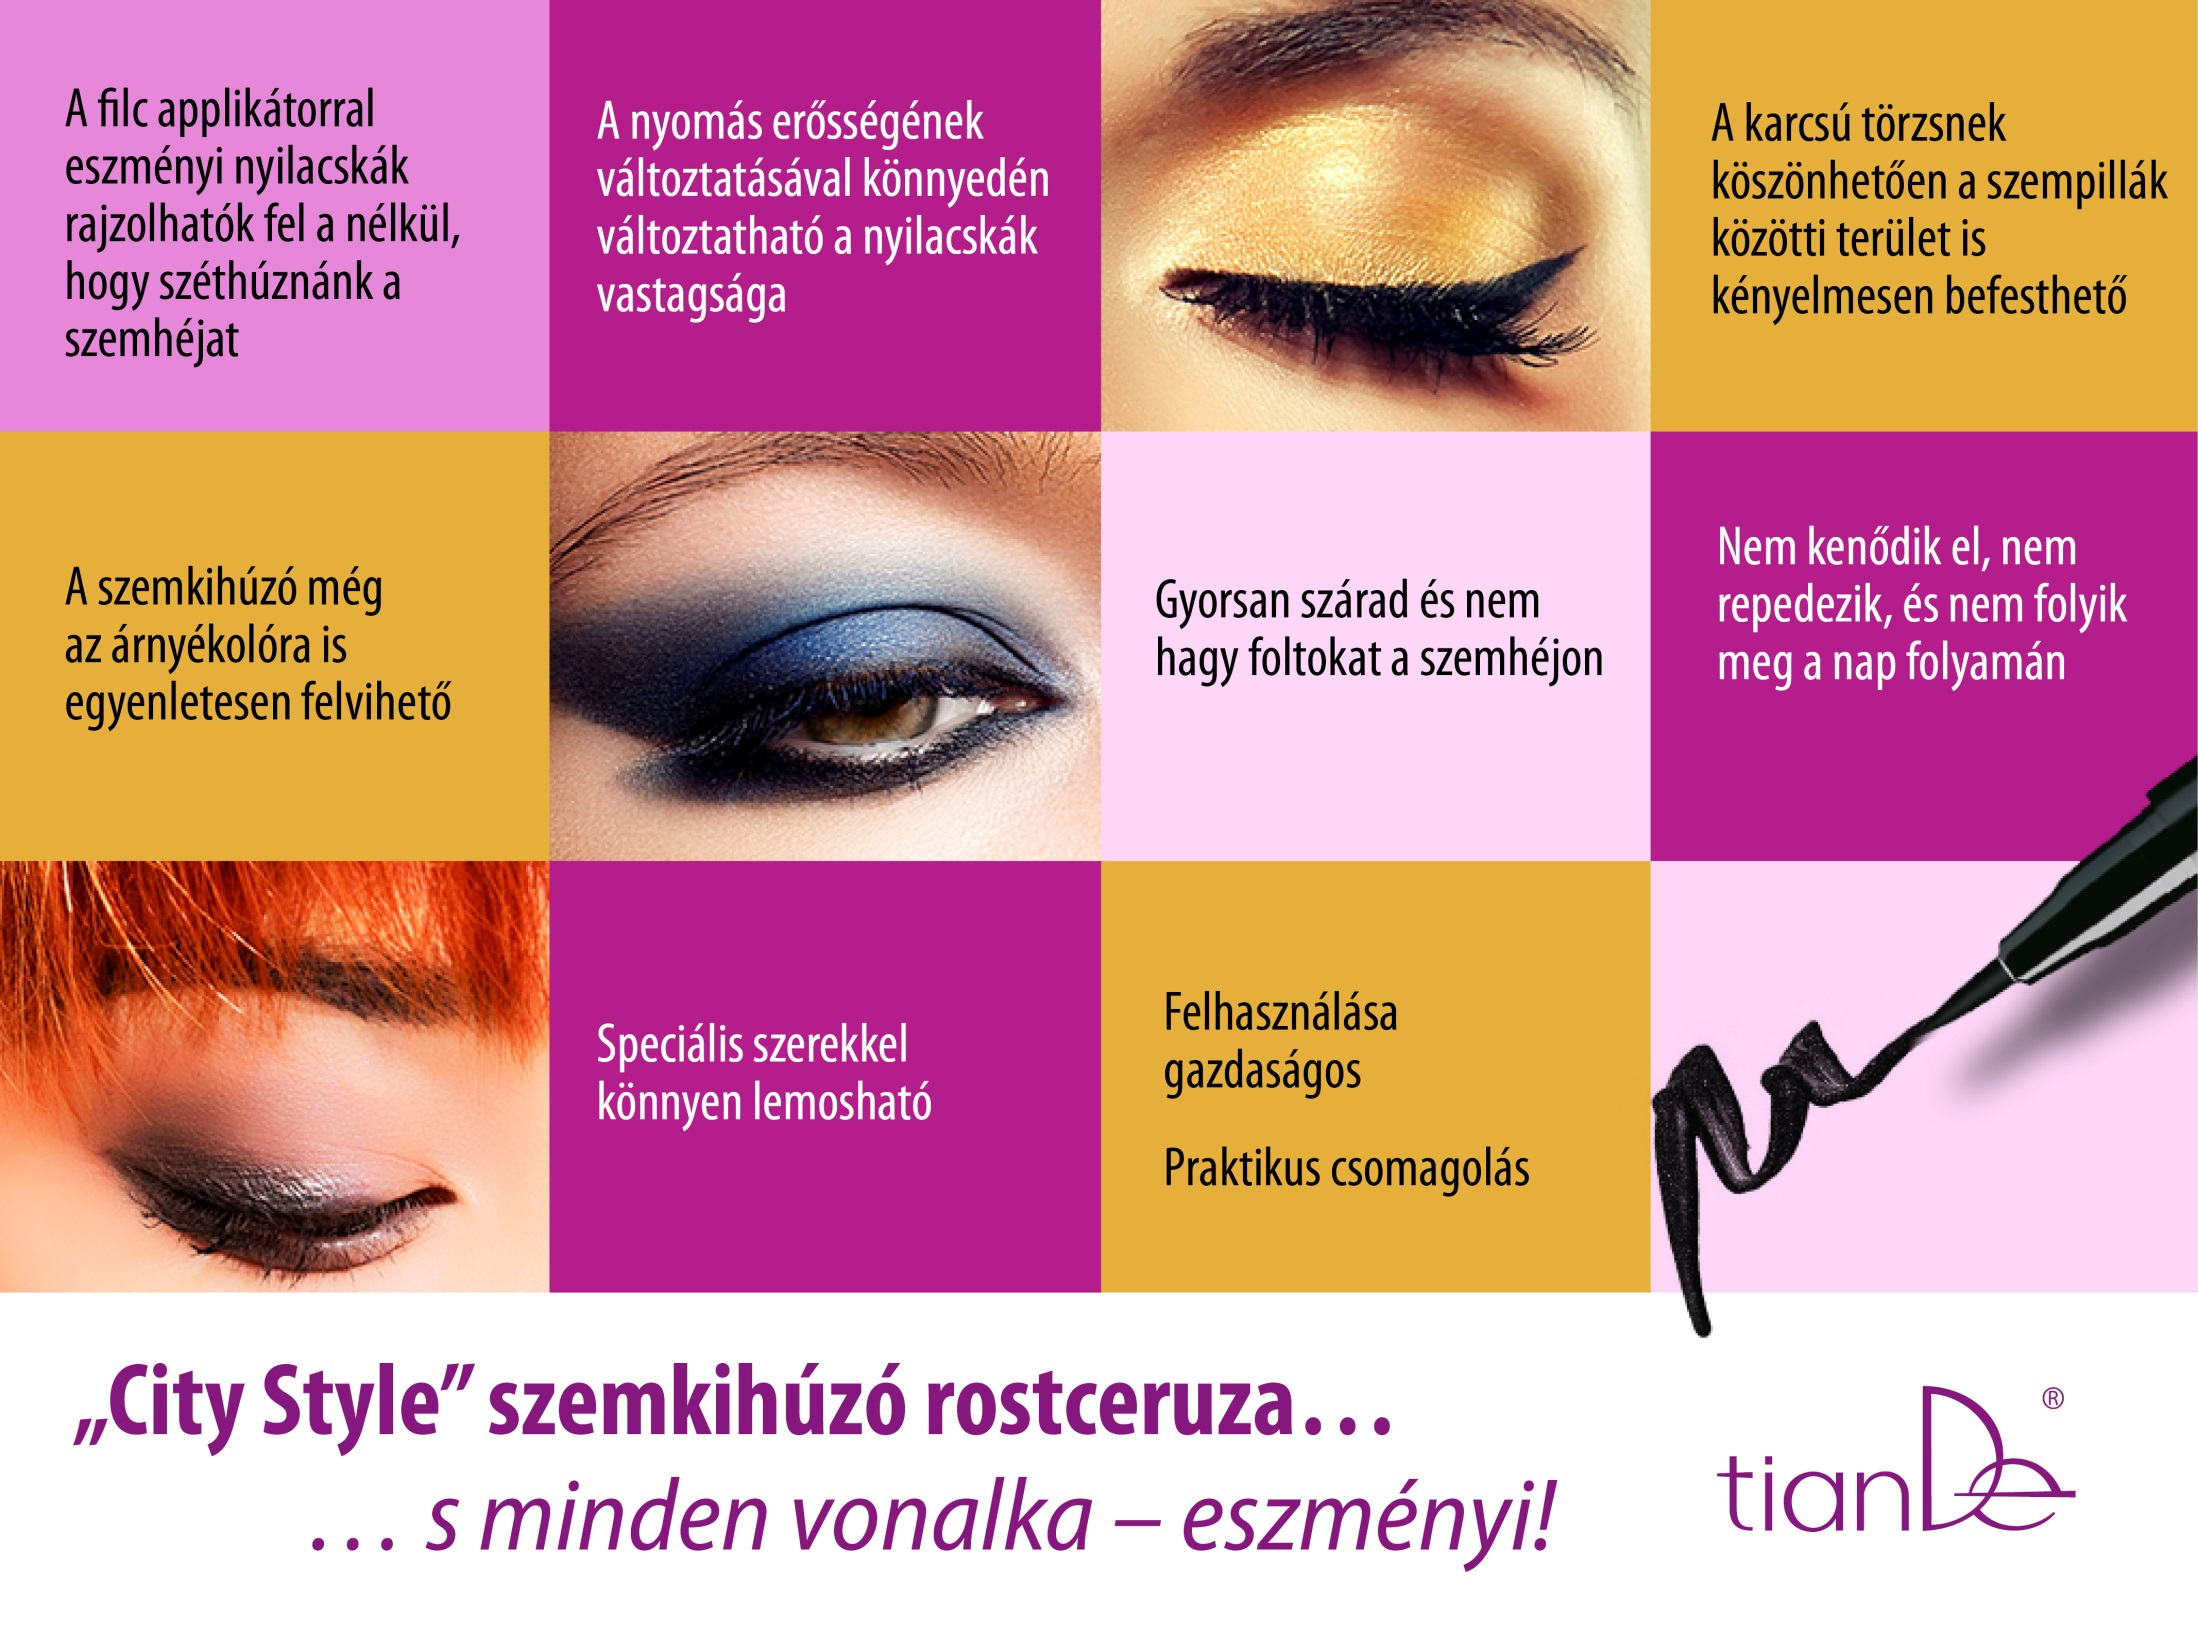 A filc applikátorral
eszményi nyilacskák
rajzolhatók fel a nélkül,
hogy széthúznánk a
szemhéjat
A nyomás erősségének
változtatásával könnyedén
változtatható a nyilacskák
vastagsága
A karcsú törzsnek
köszönhetően a szempillák
közötti terület is
kényelmesen befesthető
A szemkihúzó még
az árnyékolóra is
egyenletesen felvihető
Gyorsan szárad és nem
hagy foltokat a szemhéjon
Nem kenődik el, nem
repedezik, és nem folyik
meg a nap folyamán
Speciális szerekkel
könnyen lemosható
Felhasználása
gazdaságos
Praktikus csomagolás
„City Style” szemkihúzó rostceruza…
… s minden vonalka – eszményi!
tianDe®